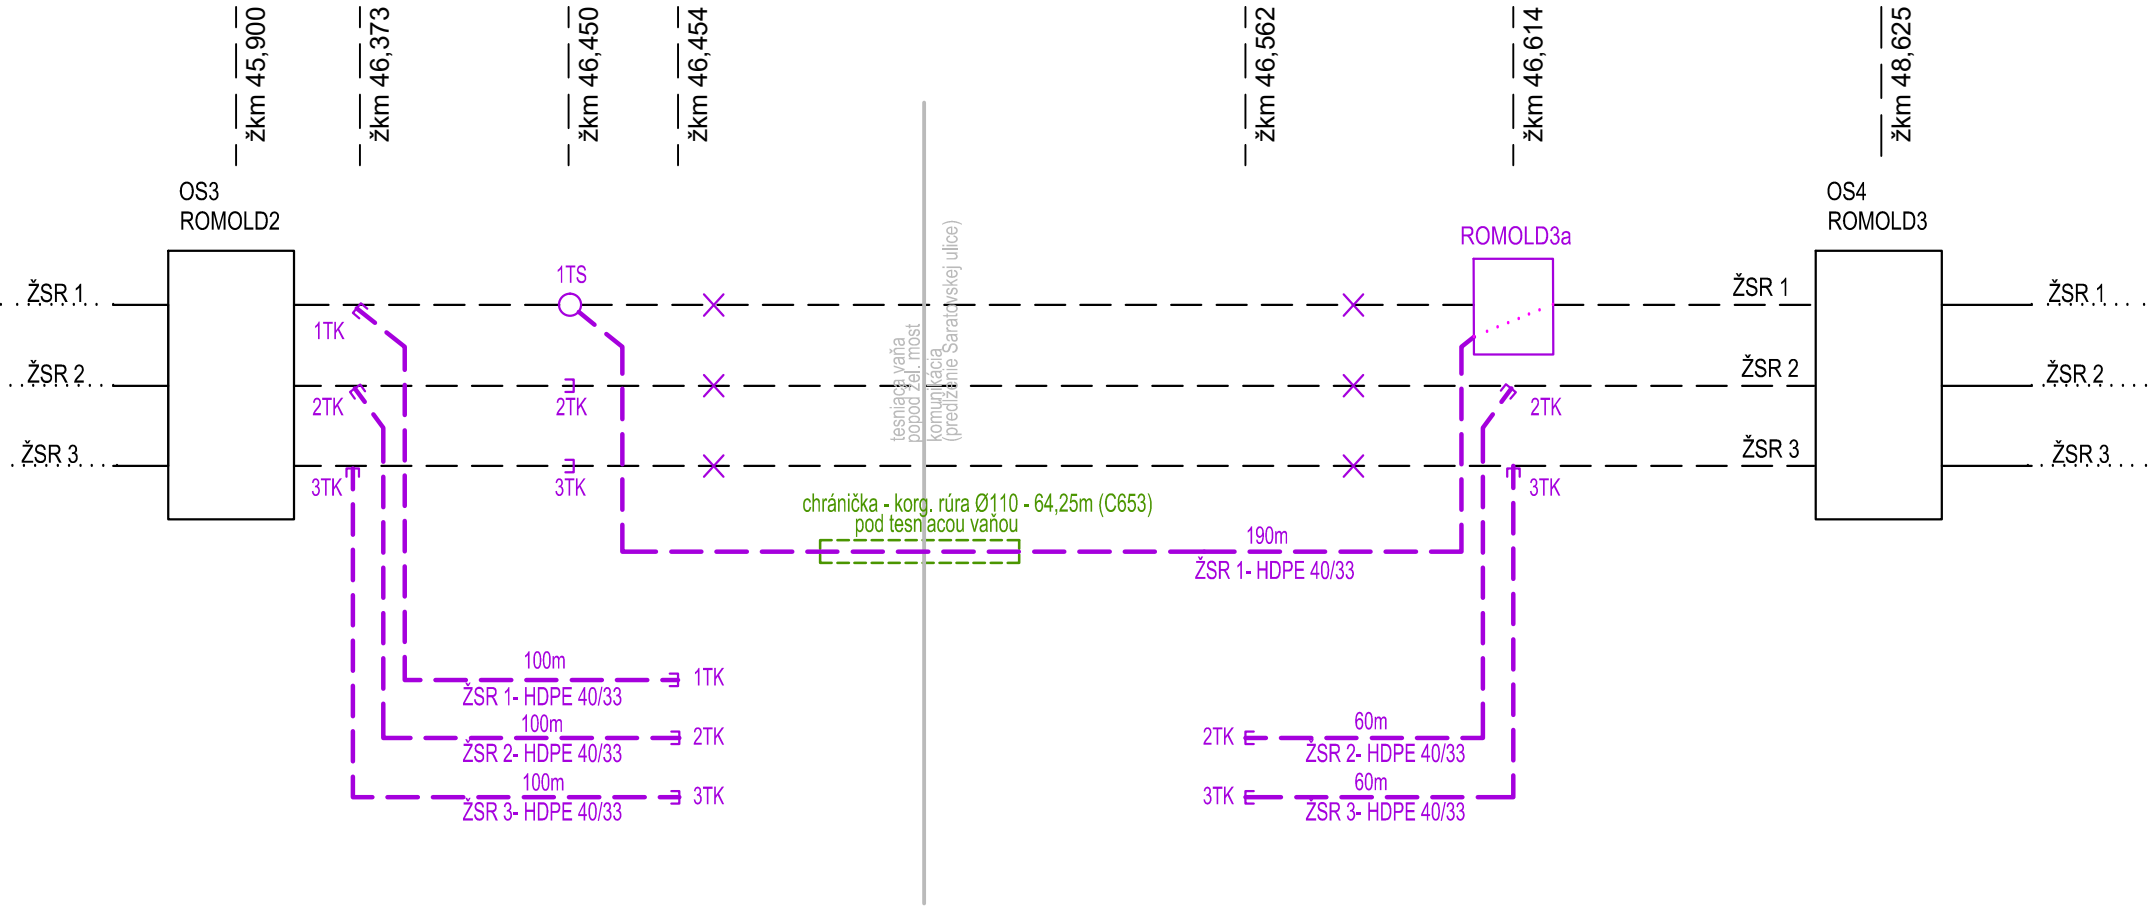 žkm 45,900
žkm 46,373
žkm 46,450
žkm 46,454
žkm 46,562
žkm 46,614
žkm 48,625
OS3
ROMOLD2
OS4
ROMOLD3
ROMOLD3a
1TS
ŽSR 1
ŽSR 1
ŽSR 1
1TK
ŽSR 2
ŽSR 2
ŽSR 2
2TK
2TK
2TK
ŽSR 3
ŽSR 3
ŽSR 3
3TK
3TK
3TK
tesniaca vaňa
popod žel. most
komunikácia
(predlženie Saratovskej ulice)
chránička - korg. rúra Ø110 - 64,25m (C653)
pod tesniacou vaňou
190m
ŽSR 1- HDPE 40/33
100m
ŽSR 1- HDPE 40/33
1TK
100m
ŽSR 2- HDPE 40/33
2TK
100m
ŽSR 3- HDPE 40/33
3TK
2TK
60m
ŽSR 2- HDPE 40/33
3TK
60m
ŽSR 3- HDPE 40/33